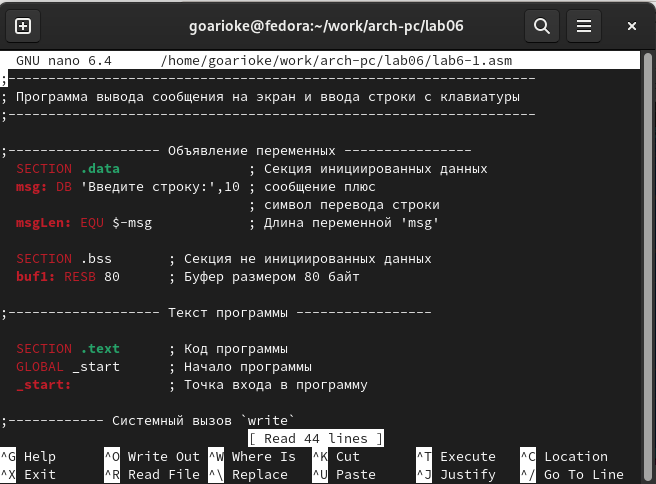 goarioke@fedora:~/work/arch-pc/lab06
GNU nano 6.4 /home/goarioke/work/arch-pc/lab06/lab6-1.asm
;------------------------------------------------------------------
; Программа вывода сообщения на экран и ввода строки с клавиатуры
;------------------------------------------------------------------
;------------------- Объявление переменных ----------------
SECTION .data ; Секция инициированных данных
msg: DB 'Введите строку:',10 ; сообщение плюс
; символ перевода строки
msgLen: EQU $-msg ; Длина переменной 'msg'
SECTION .bss ; Секция не инициированных данных
buf1: RESB 80 ; Буфер размером 80 байт
;------------------- Текст программы -----------------
SECTION .text ; Код программы
GLOBAL _start ; Начало программы
_start: ; Точка входа в программу
;------------ Системный вызов `write`
[ Read 44 lines ]
^G Help ^O Write Out ^W Where Is ^K Cut ^T Execute ^C Location
^X Exit ^R Read File ^\ Replace ^U Paste ^J Justify ^/ Go To Line